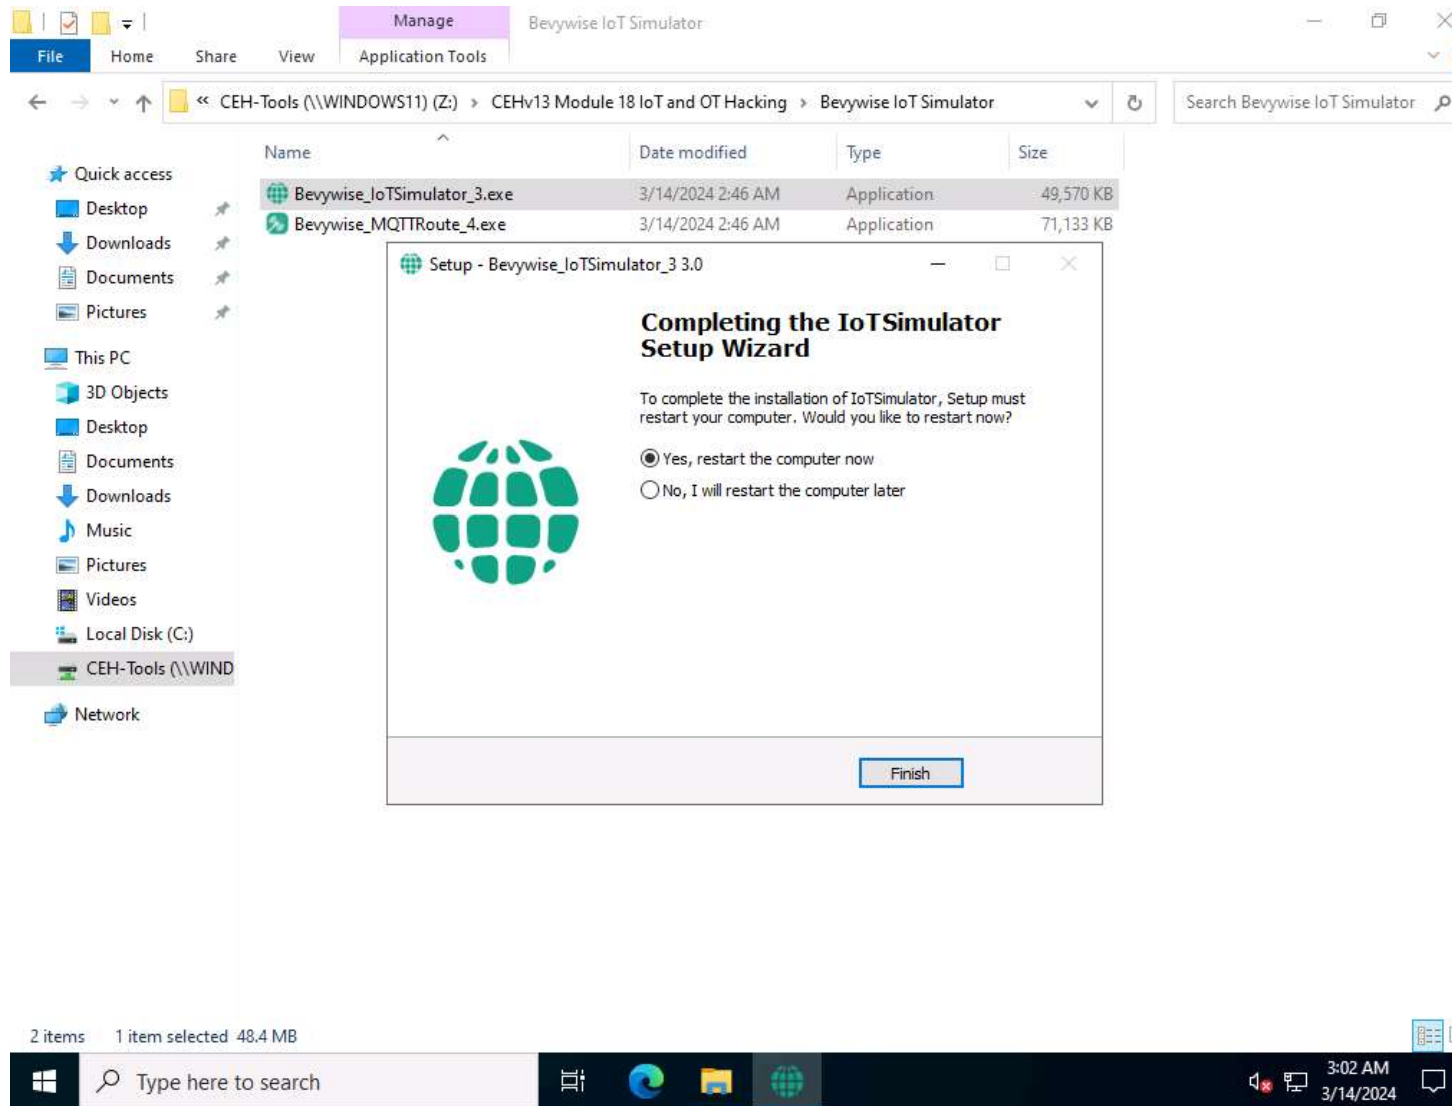 Manage
Bevywise IoT Simulator
File Home Share View Application Tools
« CEH-Tools (\\WINDOWS11) (Z:) › CEHv13 Module 18 IoT and OT Hacking › Bevywise IoT Simulator
Search Bevywise IoT Simulator
Name Date modified Type Size
Quick access
Desktop
Downloads
Documents
Pictures
This PC
3D Objects
Desktop
Documents
Downloads
Music
Pictures
Videos
Local Disk (C:)
CEH-Tools (\\WIND
Network
Bevywise_IoTSimulator_3.exe 3/14/2024 2:46 AM Application 49,570 KB
Bevywise_MQTTRoute_4.exe 3/14/2024 2:46 AM Application 71,133 KB
Setup - Bevywise_IoTSimulator_3 3.0
Completing the IoTSimulator
Setup Wizard
To complete the installation of IoTSimulator, Setup must
restart your computer. Would you like to restart now?
Yes, restart the computer now
No, I will restart the computer later
Finish
2 items 1 item selected 48.4 MB
Type here to search
3:02 AM
3/14/2024